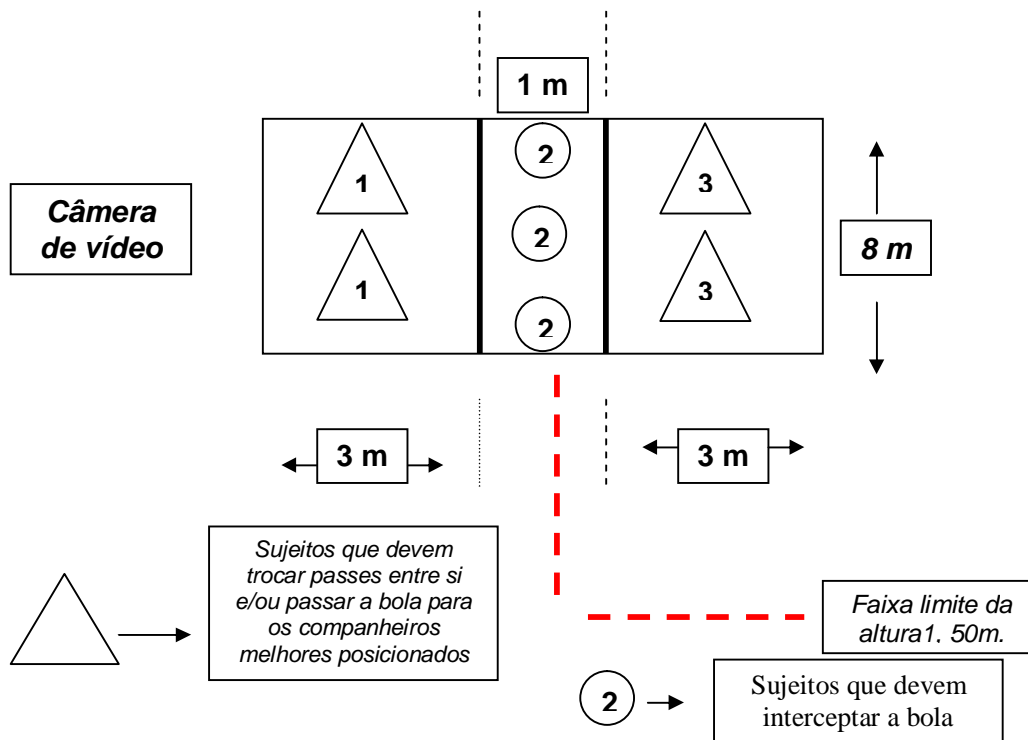 1 m
2
1
3
Câmera
de vídeo
2
8 m
1
3
2
3 m
3 m
Sujeitos que devem
trocar passes entre si
e/ou passar a bola para
os companheiros
melhores posicionados
Faixa limite da
altura1. 50m.
2
Sujeitos que devem
interceptar a bola